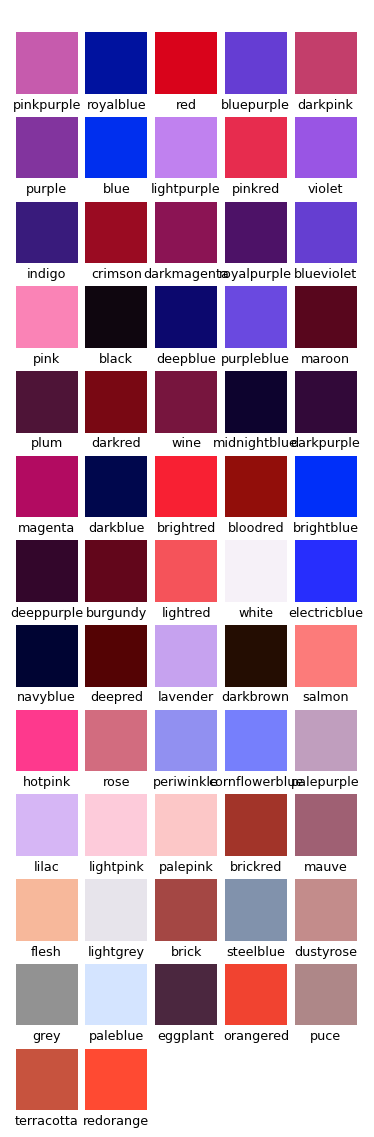 pinkpurple royalblue red bluepurple darkpink
purple blue lightpurple pinkred violet
indigo crimson darkmagenta royalpurple blueviolet
pink black deepblue purpleblue maroon
plum darkred wine midnightblue darkpurple
magenta darkblue brightred bloodred brightblue
deeppurple burgundy lightred white electricblue
navyblue deepred lavender darkbrown salmon
hotpink rose periwinkle cornflowerblue palepurple
lilac lightpink palepink brickred mauve
flesh lightgrey brick steelblue dustyrose
grey paleblue eggplant orangered puce
terracotta redorange